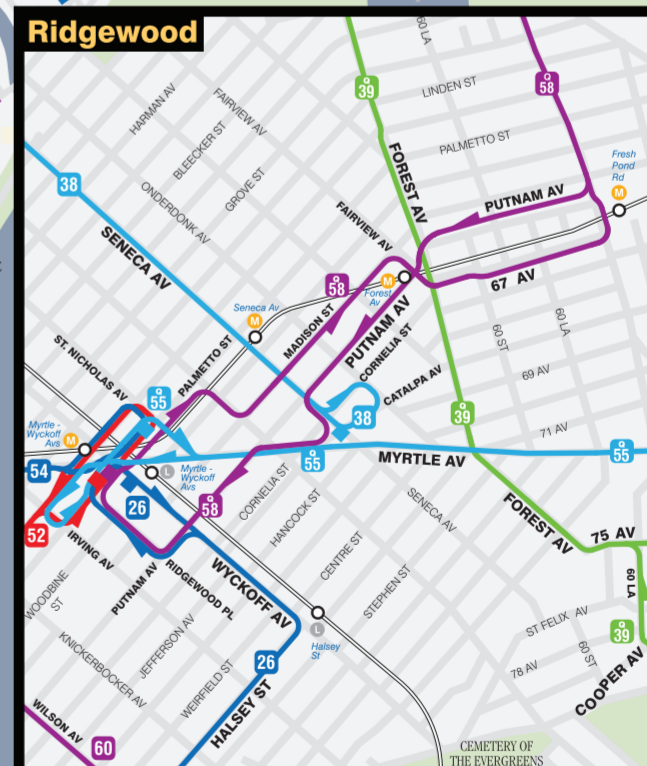 Ridgewood
60 LA
Q
39
LINDEN ST
Q
58
HARMAN AV
FAIRVIEW AV
BLEECKER ST
PALMETTO ST
FOREST AV
Fresh
Pond
Rd
M
38
GROVE ST
ONDERDONK AV
PUTNAM AV
FAIRVIEW AV
SENECA AV
67 AV
Q
58
M
Forest
Av
Seneca Av
M
MADISON ST
PUTNAM AV
60 ST
60 LA
CORNELIA ST
ST. NICHOLAS AV
PALMETTO ST
69 AV
CATALPA AV
Q
55
38
Q
39
71 AV
Myrtle -
Wyckoff
Avs
M
54
L
Myrtle -
Wyckoff
Avs
Q
55
MYRTLE AV
Q
55
26
Q
58
CORNELIA ST
SENECA AV
HANCOCK ST
FOREST AV
52
IRVING AV
75 AV
CENTRE ST
WOODBINE
ST
PUTNAM AV
RIDGEWOOD PL
WYCKOFF AV
STEPHEN ST
60 LA
ST FELIX AV
Q
39
L
Halsey
St
JEFFERSON AV
KNICKERBOCKER AV
26
60 ST
78 AV
WEIRFIELD ST
HALSEY ST
COOPER AV
WILSON AV
60
CEMETERY OF
THE EVERGREENS